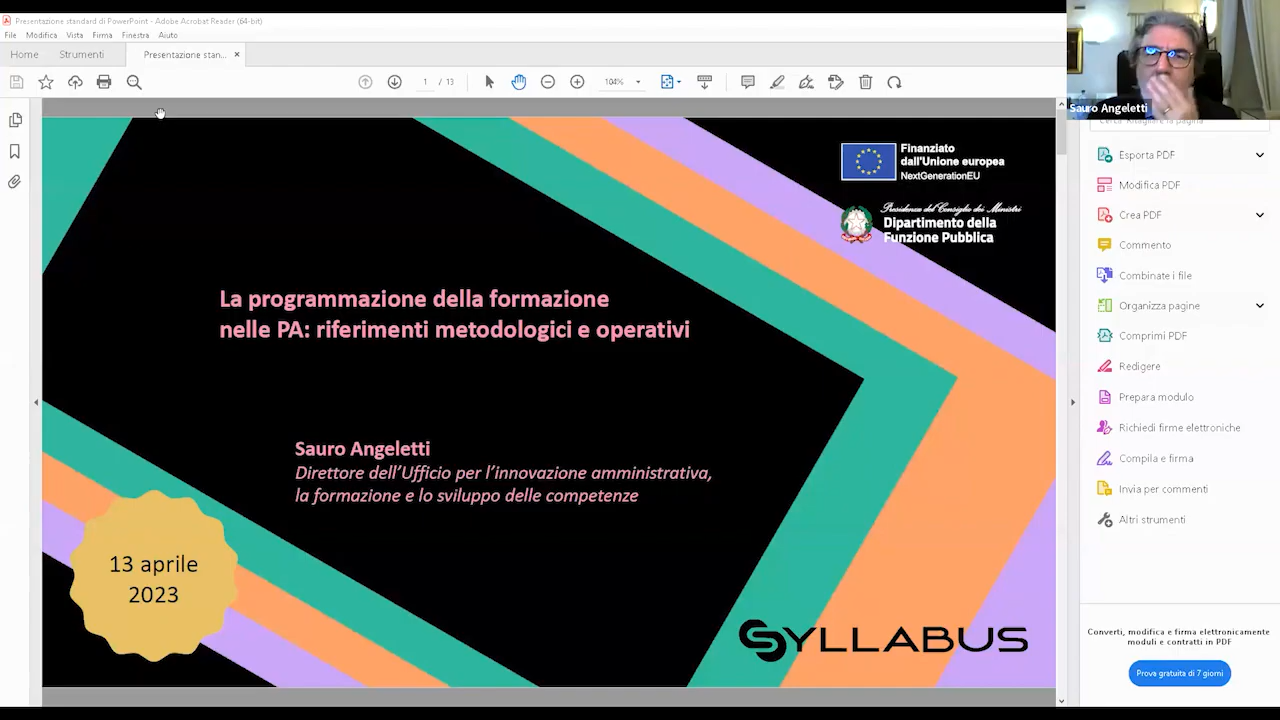 Presentazione standard di PowerPoint - Adobe Acrobat Reader (64-bit)
File Modifica Vista Firma Finestra Aiuto
Home Strumenti Presentazione stan... ×
1 / 13 104%
Sauro Angeletti
Finanziato
dall'Unione europea
NextGenerationEU
Presidenza del Consiglio dei Ministri
Dipartimento della
Funzione Pubblica
La programmazione della formazione
nelle PA: riferimenti metodologici e operativi
Sauro Angeletti
Direttore dell'Ufficio per l'innovazione amministrativa,
la formazione e lo sviluppo delle competenze
13 aprile
2023
SYLLABUS
Esporta PDF
Modifica PDF
Crea PDF
Commento
Combinate i file
Organizza pagine
Comprimi PDF
Redigere
Prepara modulo
Richiedi firme elettroniche
Compila e firma
Invia per commenti
Altri strumenti
Converti, modifica e firma elettronicamente
moduli e contratti in PDF
Prova gratuita di 7 giorni